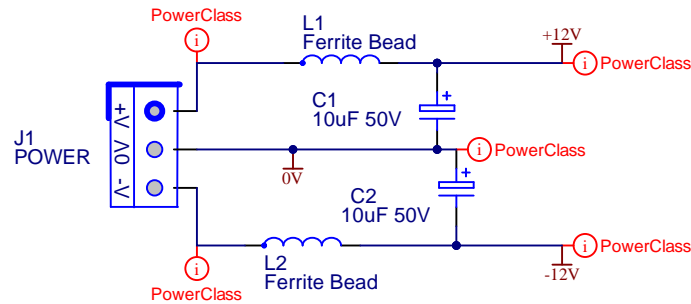 PowerClass
i
L1
Ferrite Bead
+12V
i
PowerClass
C1
10uF 50V
+
J1
POWER
+V
0V
-V
0V
i
PowerClass
C2
10uF 50V
+
i
PowerClass
L2
Ferrite Bead
i
PowerClass
-12V